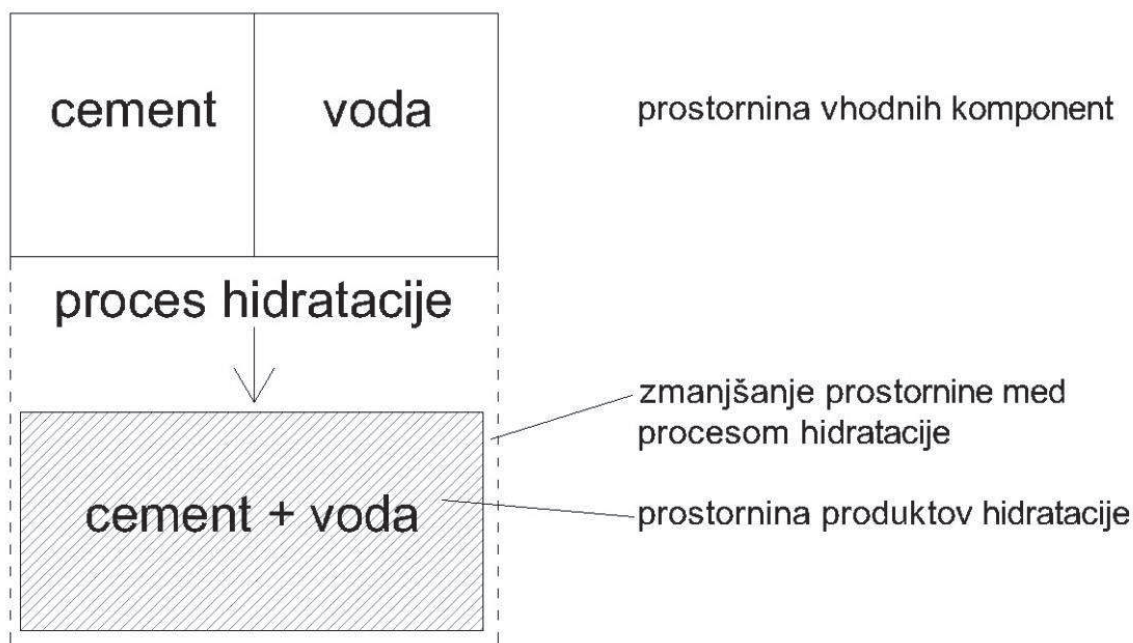 cement
voda
prostornina vhodnih komponent
proces hidratacije
zmanjšanje prostornine med
procesom hidratacije
cement + voda
prostornina produktov hidratacije